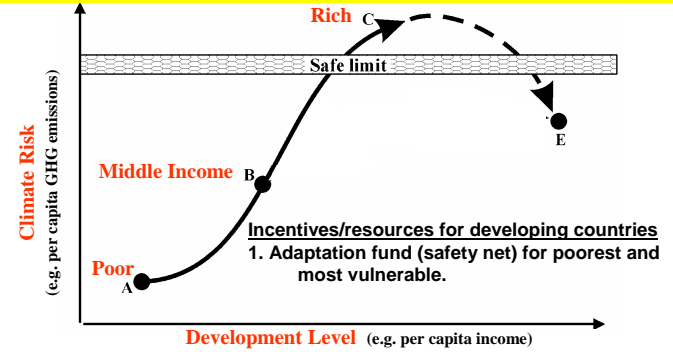 Rich C
Safe limit
Climate Risk
(e.g. per capita GHG emissions)
E
Middle Income B
Incentives/resources for developing countries
1. Adaptation fund (safety net) for poorest and
most vulnerable.
Poor
A
Development Level (e.g. per capita income)